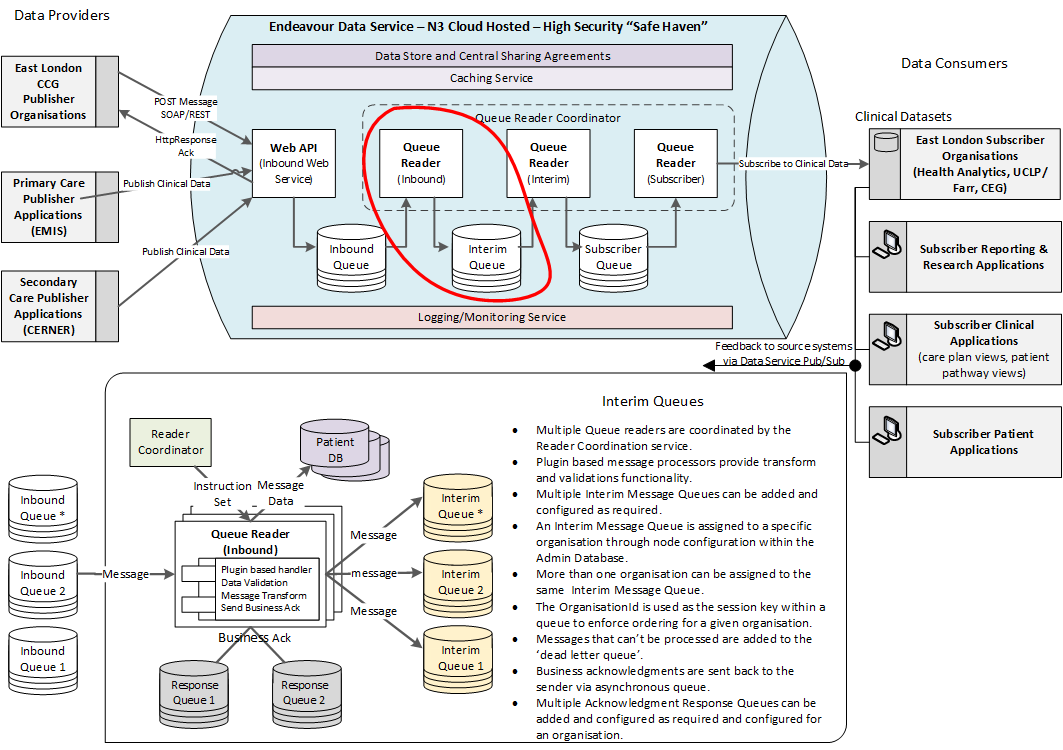 Data Providers
Endeavour Data Service – N3 Cloud Hosted – High Security “Safe Haven”
Data Store and Central Sharing Agreements
Caching Service
Data Consumers
East London
CCG
Publisher
Organisations
POST Message
SOAP/REST
HttpResponse
Ack
Primary Care
Publisher
Applications
(EMIS)
Publish Clinical Data
Secondary
Care Publisher
Applications
(CERNER)
Publish Clinical Data
Web API
(Inbound Web
Service)
Queue Reader Coordinator
Queue
Reader
(Inbound)
Queue
Reader
(Interim)
Queue
Reader
(Subscriber)
Inbound
Queue
Interim
Queue
Subscriber
Queue
Logging/Monitoring Service
Subscribe to Clinical Data
Clinical Datasets
East London Subscriber
Organisations
(Health Analytics, UCLP/
Farr, CEG)
Subscriber Reporting &
Research Applications
Subscriber Clinical
Applications
(care plan views, patient
pathway views)
Subscriber Patient
Applications
Feedback to source systems
via Data Service Pub/Sub
Reader
Coordinator
Patient
DB
Instruction
Set
Message
Data
Inbound
Queue *
Inbound
Queue 2
Inbound
Queue 1
Message
Queue Reader
(Inbound)
Plugin based handler
Data Validation
Message Transform
Send Business Ack
Business Ack
Response
Queue 1
Response
Queue 2
Message
message
Message
Interim
Queue *
Interim
Queue 2
Interim
Queue 1
Interim Queues
• Multiple Queue readers are coordinated by the
Reader Coordination service.
• Plugin based message processors provide transform
and validations functionality.
• Multiple Interim Message Queues can be added and
configured as required.
• An Interim Message Queue is assigned to a specific
organisation through node configuration within the
Admin Database.
• More than one organisation can be assigned to the
same Interim Message Queue.
• The OrganisationId is used as the session key within a
queue to enforce ordering for a given organisation.
• Messages that can’t be processed are added to the
‘dead letter queue’.
• Business acknowledgments are sent back to the
sender via asynchronous queue.
• Multiple Acknowledgment Response Queues can be
added and configured as required and configured for
an organisation.